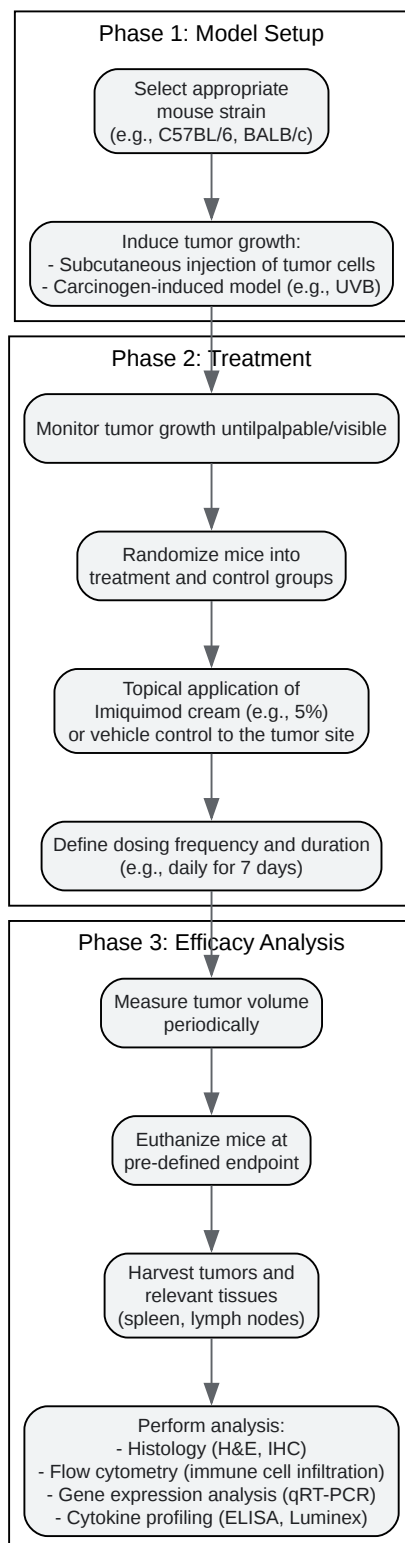 Phase 1: Model Setup
Select appropriate
mouse strain
(e.g., C57BL/6, BALB/c)
Induce tumor growth:
- Subcutaneous injection of tumor cells
- Carcinogen-induced model (e.g., UVB)
Phase 2: Treatment
Monitor tumor growth untilpalpable/visible
Randomize mice into
treatment and control groups
Topical application of
Imiquimod cream (e.g., 5%)
or vehicle control to the tumor site
Define dosing frequency and duration
(e.g., daily for 7 days)
Phase 3: Efficacy Analysis
Measure tumor volume
periodically
Euthanize mice at
pre-defined endpoint
Harvest tumors and
relevant tissues
(spleen, lymph nodes)
Perform analysis:
- Histology (H&E, IHC)
- Flow cytometry (immune cell infiltration)
- Gene expression analysis (qRT-PCR)
- Cytokine profiling (ELISA, Luminex)